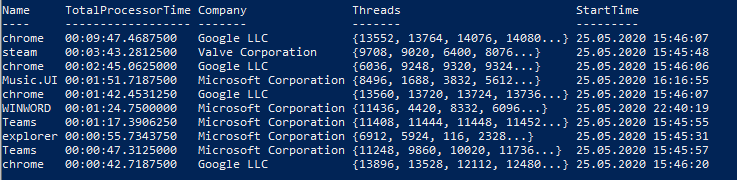 Name TotalProcessorTime Company Threads StartTime
---- ------------------ ------- ------- ---------
chrome 00:09:47.4687500 Google LLC {13552, 13764, 14076, 14080...} 25.05.2020 15:46:07
steam 00:03:43.2812500 Valve Corporation {9708, 9020, 6400, 8076...} 25.05.2020 15:45:48
chrome 00:02:45.0625000 Google LLC {6036, 9248, 9320, 9324...} 25.05.2020 15:46:06
Music.UI 00:01:51.7187500 Microsoft Corporation {8496, 1688, 3832, 5612...} 25.05.2020 16:16:55
chrome 00:01:42.4531250 Google LLC {13560, 13720, 13724, 13736...} 25.05.2020 15:46:07
WINWORD 00:01:24.7500000 Microsoft Corporation {11436, 4420, 8332, 6096...} 25.05.2020 22:40:19
Teams 00:01:17.3906250 Microsoft Corporation {11408, 11444, 11448, 11452...} 25.05.2020 15:45:55
explorer 00:00:55.7343750 Microsoft Corporation {6912, 5924, 116, 2328...} 25.05.2020 15:45:31
Teams 00:00:47.3125000 Microsoft Corporation {11248, 9860, 10020, 11736...} 25.05.2020 15:45:57
chrome 00:00:42.7187500 Google LLC {13896, 13528, 12112, 12480...} 25.05.2020 15:46:20